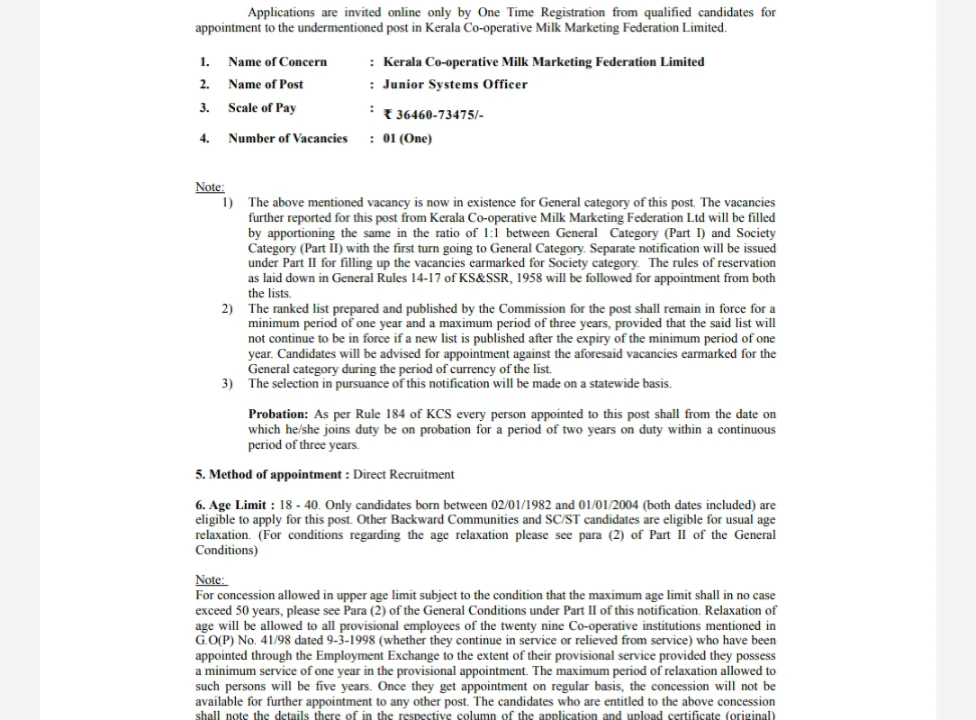 Applications are invited online only by One Time Registration from qualified candidates for
appointment to the undermentioned post in Kerala Co-operative Milk Marketing Federation Limited.
1. Name of Concern : Kerala Co-operative Milk Marketing Federation Limited
2. Name of Post : Junior Systems Officer
3. Scale of Pay : ₹ 36460-73475/-
4. Number of Vacancies : 01 (One)
Note:
1) The above mentioned vacancy is now in existence for General category of this post. The vacancies
further reported for this post from Kerala Co-operative Milk Marketing Federation Ltd will be filled
by apportioning the same in the ratio of 1:1 between General Category (Part I) and Society
Category (Part II) with the first turn going to General Category. Separate notification will be issued
under Part II for filling up the vacancies earmarked for Society category. The rules of reservation
as laid down in General Rules 14-17 of KS&SSR, 1958 will be followed for appointment from both
the lists.
2) The ranked list prepared and published by the Commission for the post shall remain in force for a
minimum period of one year and a maximum period of three years, provided that the said list will
not continue to be in force if a new list is published after the expiry of the minimum period of one
year. Candidates will be advised for appointment against the aforesaid vacancies earmarked for the
General category during the period of currency of the list.
3) The selection in pursuance of this notification will be made on a statewide basis.
Probation: As per Rule 184 of KCS every person appointed to this post shall from the date on
which he/she joins duty be on probation for a period of two years on duty within a continuous
period of three years.
5. Method of appointment : Direct Recruitment
6. Age Limit : 18 - 40. Only candidates born between 02/01/1982 and 01/01/2004 (both dates included) are
eligible to apply for this post. Other Backward Communities and SC/ST candidates are eligible for usual age
relaxation. (For conditions regarding the age relaxation please see para (2) of Part II of the General
Conditions)
Note:
For concession allowed in upper age limit subject to the condition that the maximum age limit shall in no case
exceed 50 years, please see Para (2) of the General Conditions under Part II of this notification. Relaxation of
age will be allowed to all provisional employees of the twenty nine Co-operative institutions mentioned in
G.O(P) No. 41/98 dated 9-3-1998 (whether they continue in service or relieved from service) who have been
appointed through the Employment Exchange to the extent of their provisional service provided they possess
a minimum service of one year in the provisional appointment. The maximum period of relaxation allowed to
such persons will be five years. Once they get appointment on regular basis, the concession will not be
available for further appointment to any other post. The candidates who are entitled to the above concession
shall note the details there of in the respective column of the application and upload certificate (original)